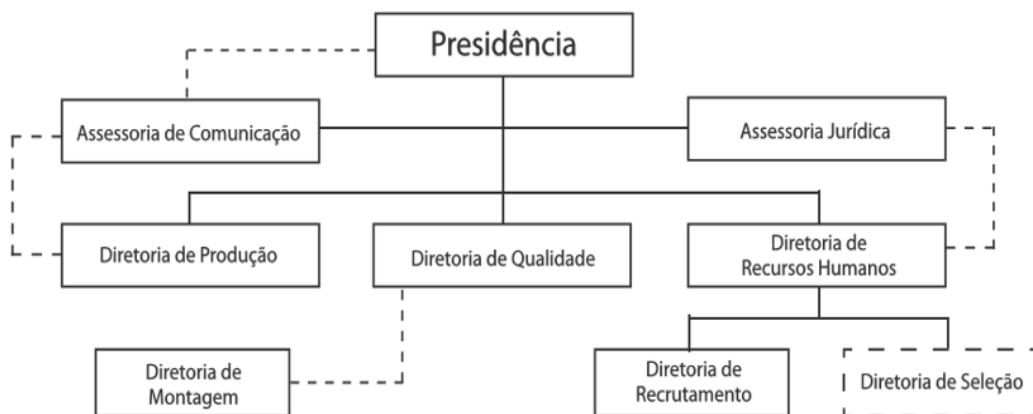 Presidência
Assessoria de Comunicação
Assessoria Jurídica
Diretoria de Produção
Diretoria de Qualidade
Diretoria de
Recursos Humanos
Diretoria de
Montagem
Diretoria de
Recrutamento
Diretoria de Seleção